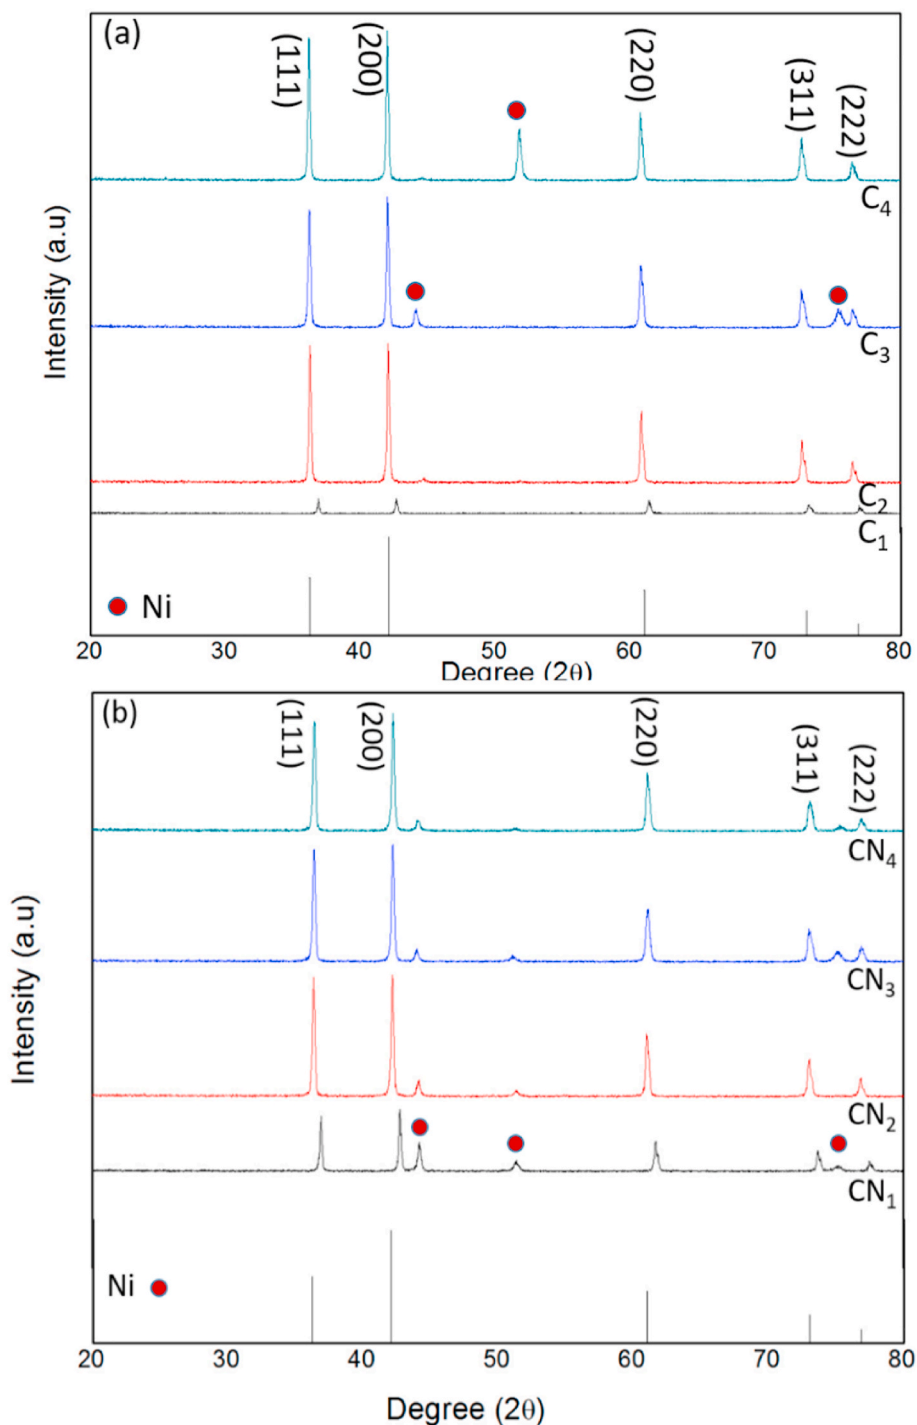 (a)
(111)
(200)
(220)
(311)
(222)
C4
C3
C2
C1
Intensity (a.u)
Ni
20 30 40 50 60 70 80
Degree (2θ)
(b)
(111)
(200)
(220)
(311)
(222)
CN4
CN3
CN2
CN1
Intensity (a.u)
Ni
20 30 40 50 60 70 80
Degree (2θ)